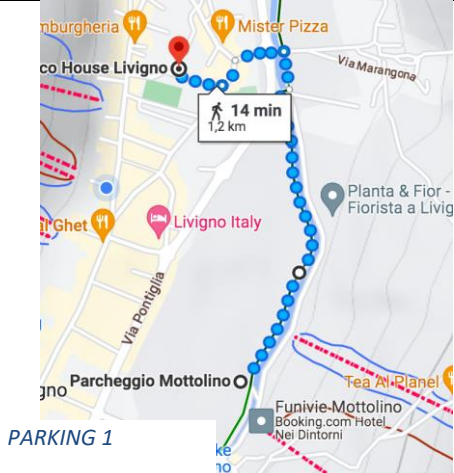 mburgheria
Mister Pizza
co House Livigno
Via Marangona
14 min
1,2 km
Planta & Fior -
Fiorista a Livig
al Ghet
Livigno Italy
Via Pontiglia
gno
Parcheggio Mottolino
Tea Al Planel
Funivie-Mottolino
Booking.com Hotel
Nei Dintorni
PARKING 1
ke
no